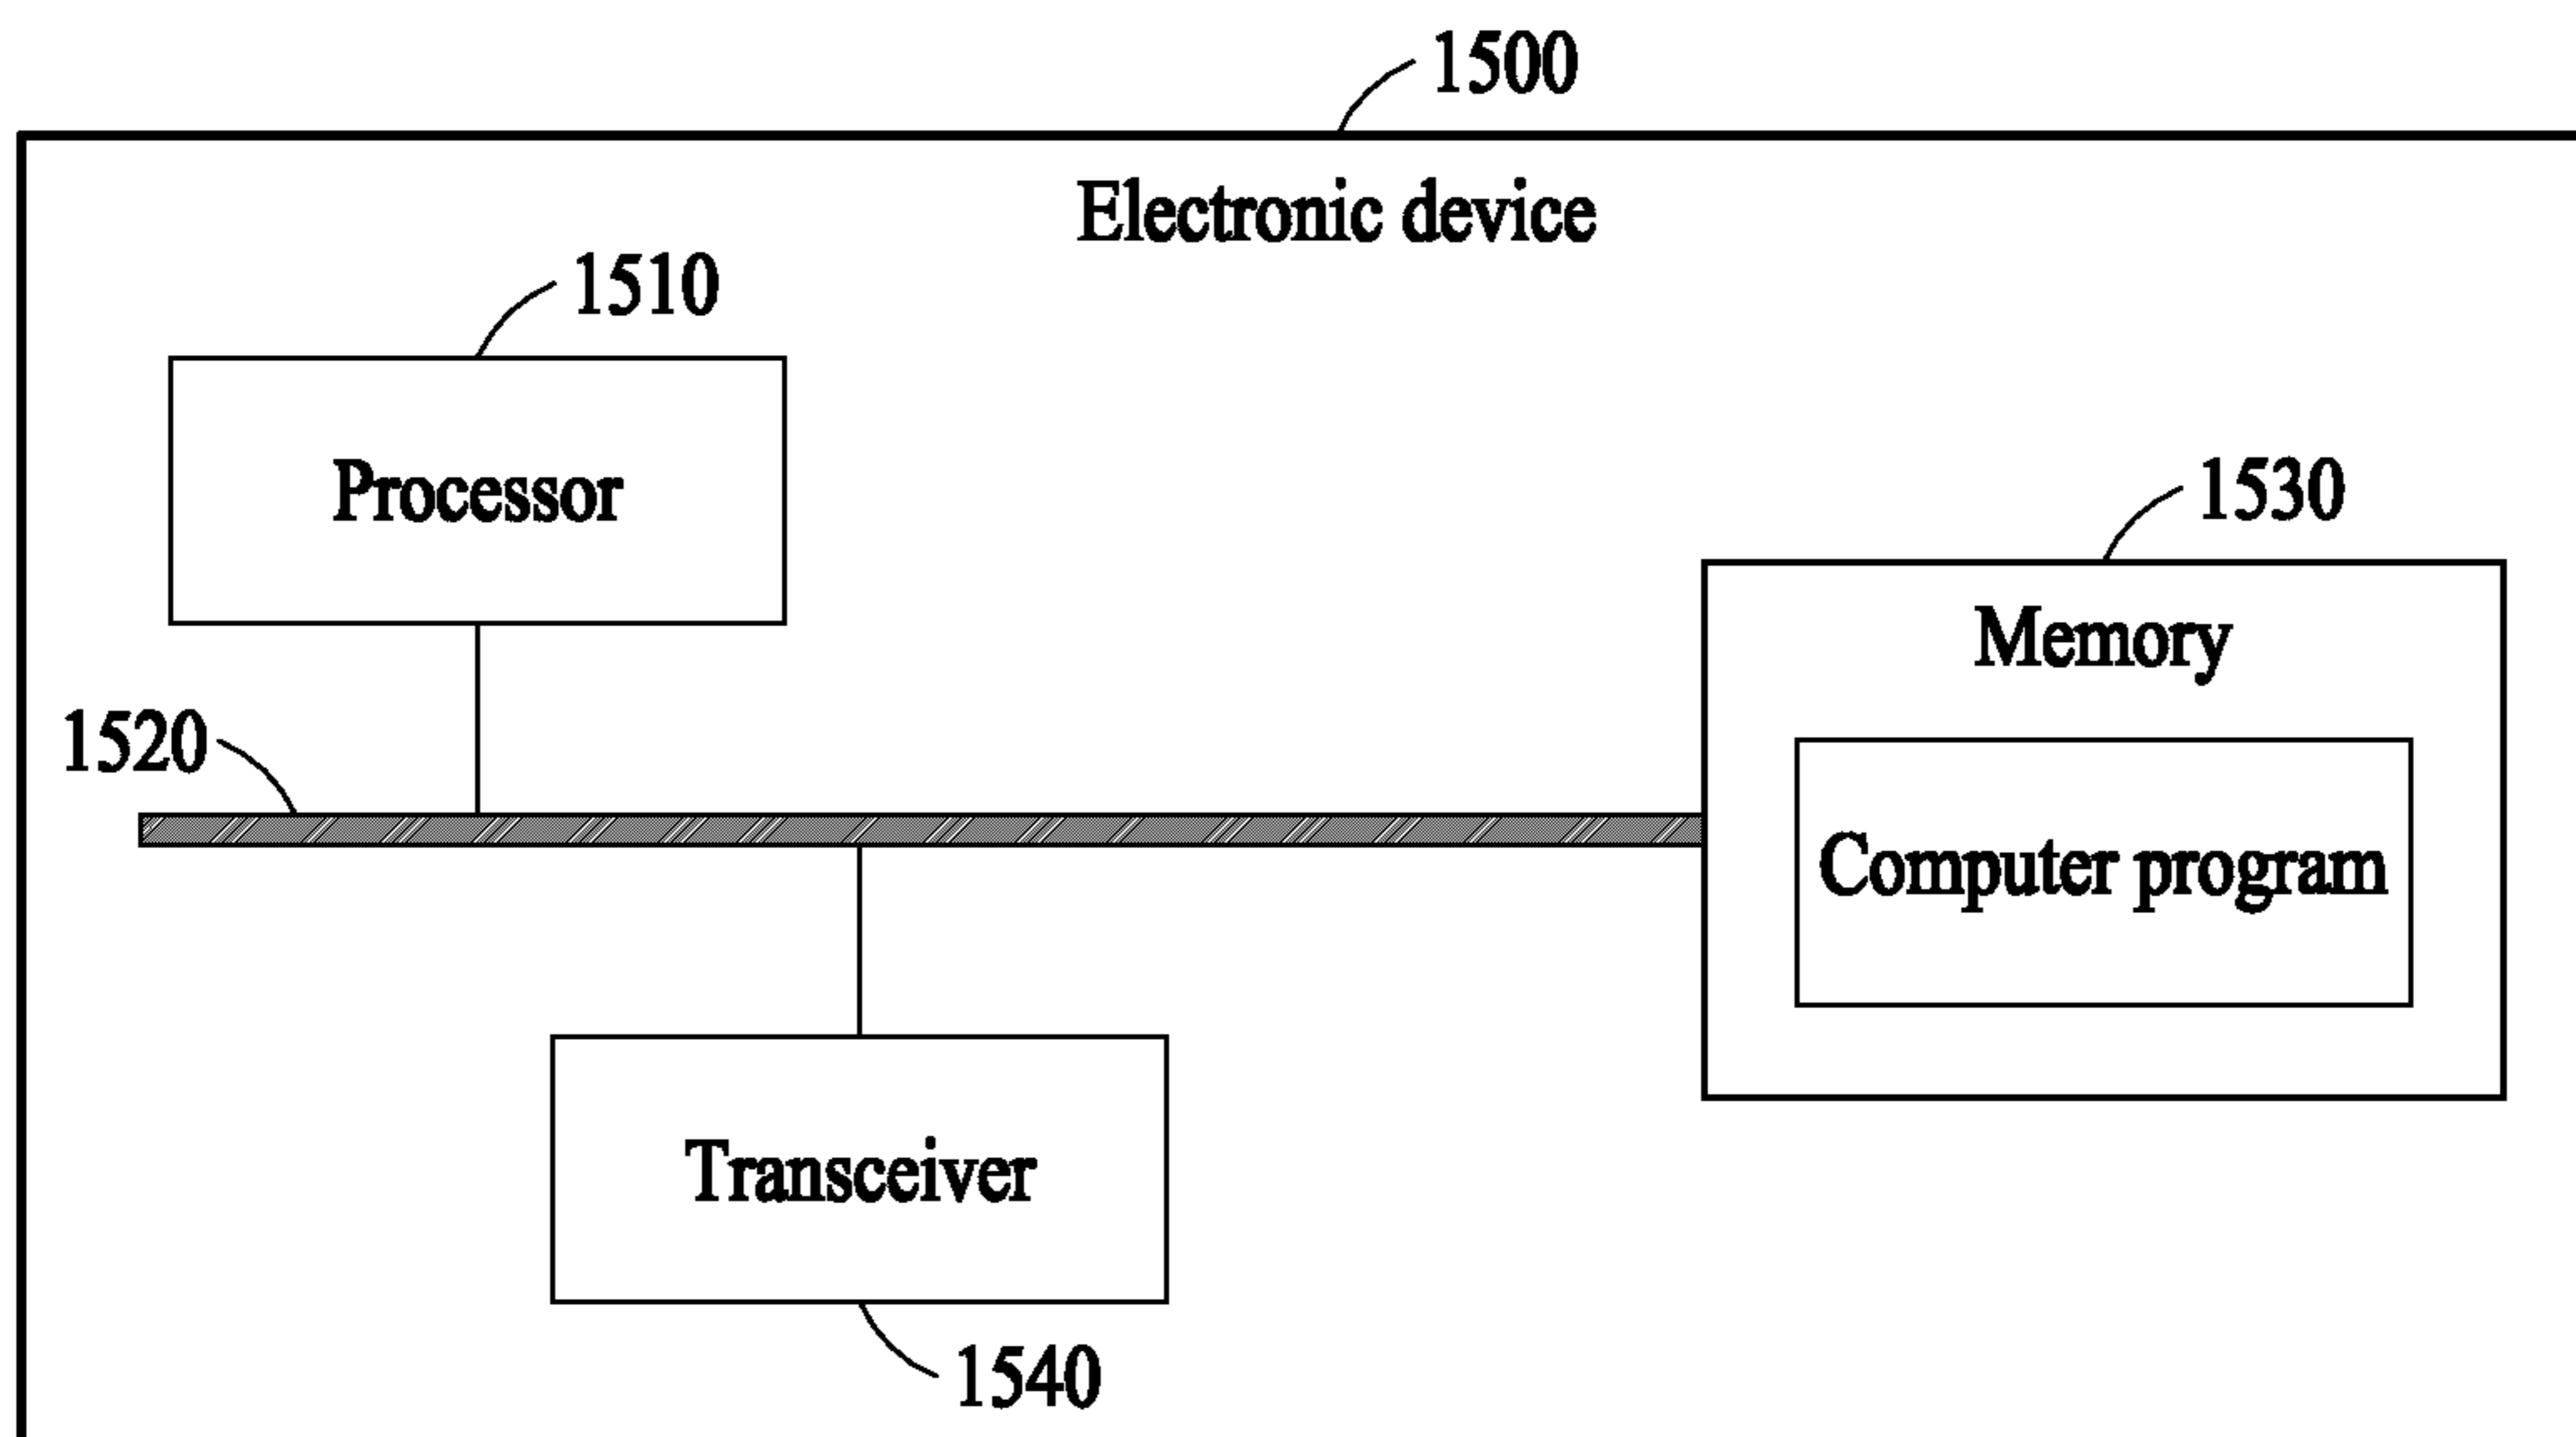 1500
Electronic device
1510
Processor
1530
Memory
1520
Computer program
Transceiver
1540